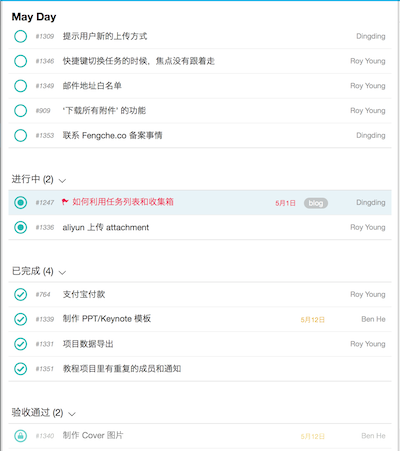 May Day
#1309 提示用户新的上传方式 Dingding
#1346 快捷键切换任务的时候，焦点没有跟着走 Roy Young
#1349 邮件地址白名单 Roy Young
#909 '下载所有附件' 的功能 Roy Young
#1353 联系 Fengche.co 备案事情 Dingding
进行中 (2)
#1247 如何利用任务列表和收集箱 5月1日 blog Dingding
#1336 aliyun 上传 attachment Roy Young
已完成 (4)
#764 支付宝付款 Roy Young
#1339 制作 PPT/Keynote 模板 5月12日 Ben He
#1331 项目数据导出 Roy Young
#1351 教程项目里有重复的成员和通知
验收通过 (2)
#1340 制作 Cover 图片 5月12日 Ben He